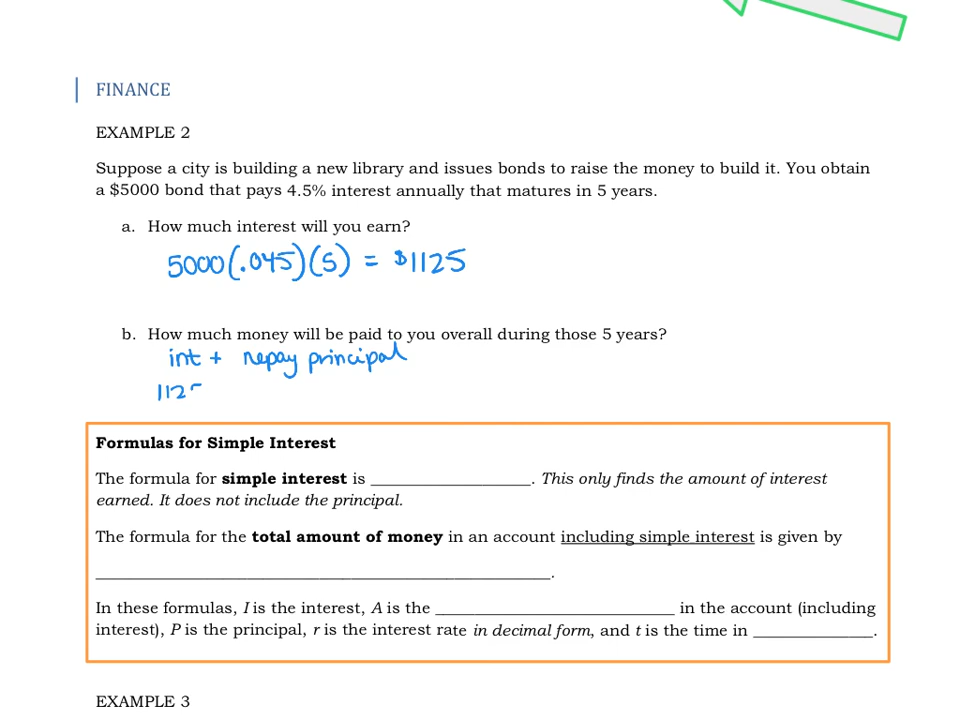 FINANCE
EXAMPLE 2
Suppose a city is building a new library and issues bonds to raise the money to build it. You obtain
a $5000 bond that pays 4.5% interest annually that matures in 5 years.
a. How much interest will you earn?
5000(.045)(5) = $1125
b. How much money will be paid to you overall during those 5 years?
int + repay principal
1125
Formulas for Simple Interest
The formula for simple interest is ____________________. This only finds the amount of interest
earned. It does not include the principal.
The formula for the total amount of money in an account including simple interest is given by
_________________________________________________________.
In these formulas, I is the interest, A is the ______________________________ in the account (including
interest), P is the principal, r is the interest rate in decimal form, and t is the time in _______________.
EXAMPLE 3